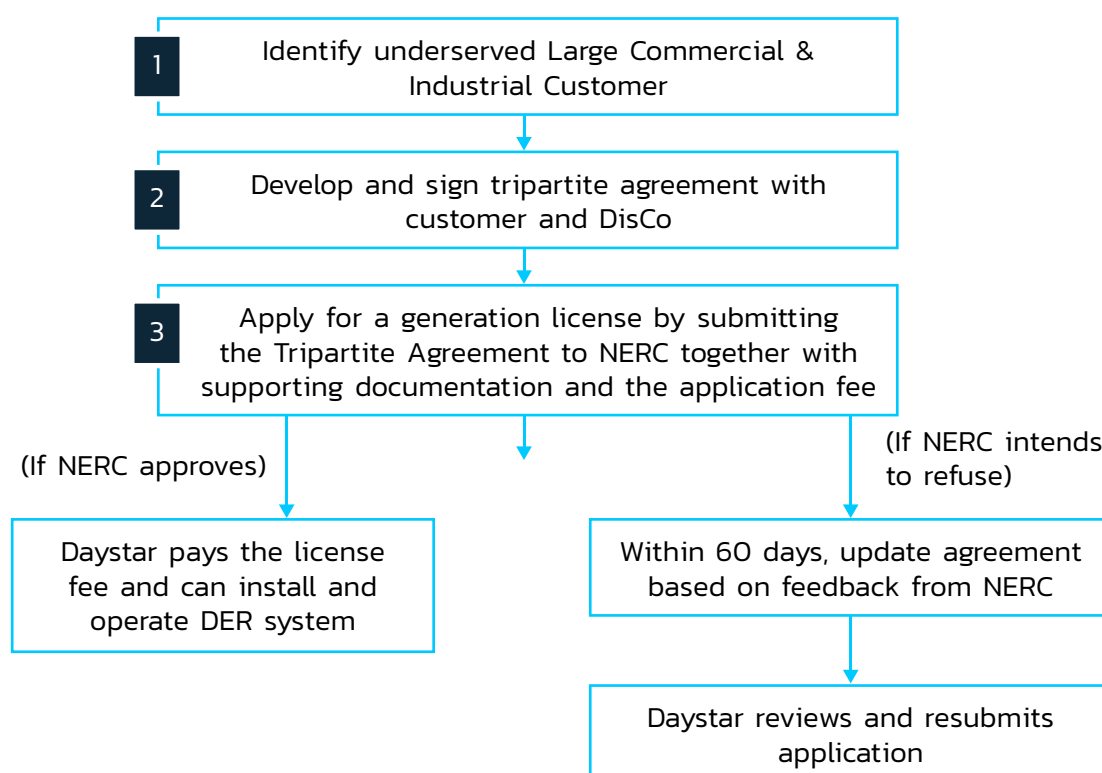 1
Identify underserved Large Commercial &
Industrial Customer
2
Develop and sign tripartite agreement with
customer and DisCo
3
Apply for a generation license by submitting
the Tripartite Agreement to NERC together with
supporting documentation and the application fee
(If NERC approves)
(If NERC intends
to refuse)
Daystar pays the license
fee and can install and
operate DER system
Within 60 days, update agreement
based on feedback from NERC
Daystar reviews and resubmits
application